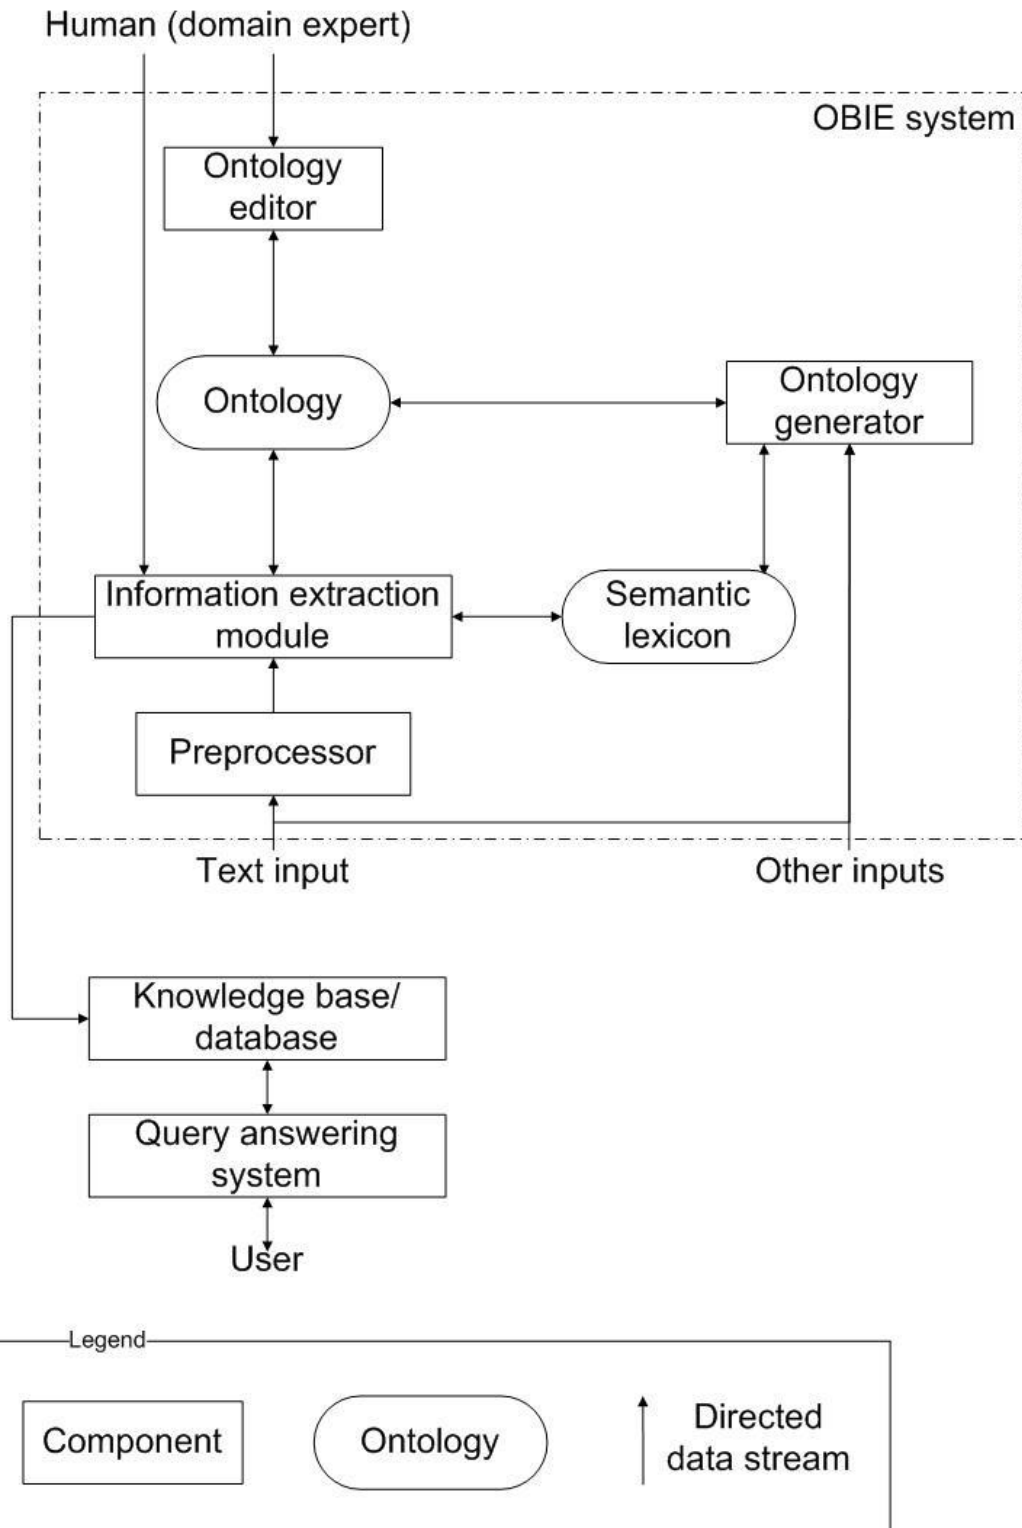 Human (domain expert)
OBIE system
Ontology
editor
Ontology
Ontology
generator
Information extraction
module
Semantic
lexicon
Preprocessor
Text input
Other inputs
Knowledge base/
database
Query answering
system
User
Legend
Component
Ontology
Directed
data stream